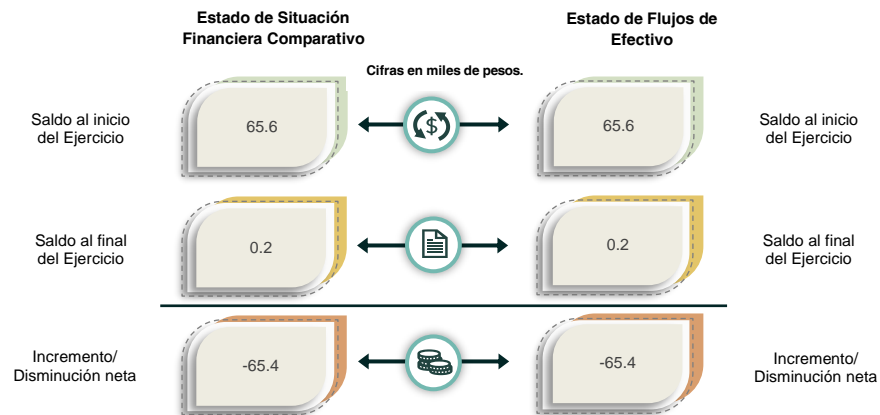 Estado de Situación
Financiera Comparativo
Estado de Flujos de
Efectivo
Cifras en miles de pesos.
Saldo al inicio
del Ejercicio
65.6
$
65.6
Saldo al inicio
del Ejercicio
Saldo al final
del Ejercicio
0.2
0.2
Saldo al final
del Ejercicio
Incremento/
Disminución neta
-65.4
-65.4
Incremento/
Disminución neta